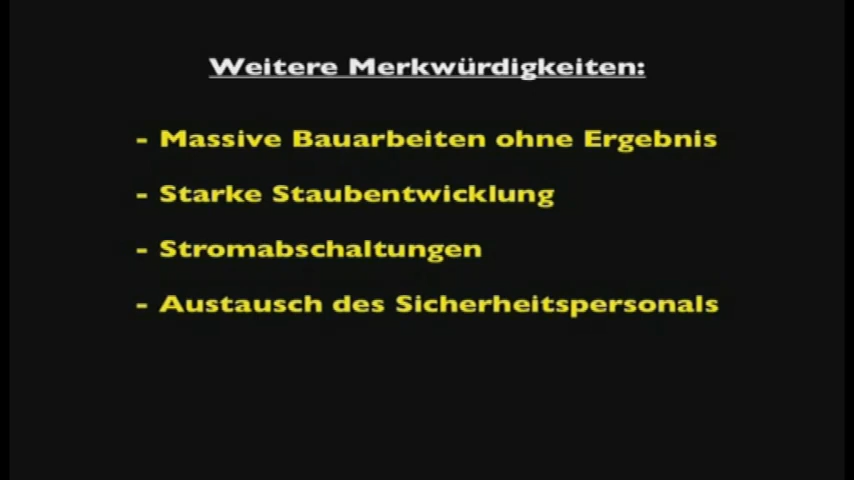 Weitere Merkwürdigkeiten:
- Massive Bauarbeiten ohne Ergebnis
- Starke Staubentwicklung
- Stromabschaltungen
- Austausch des Sicherheitspersonals